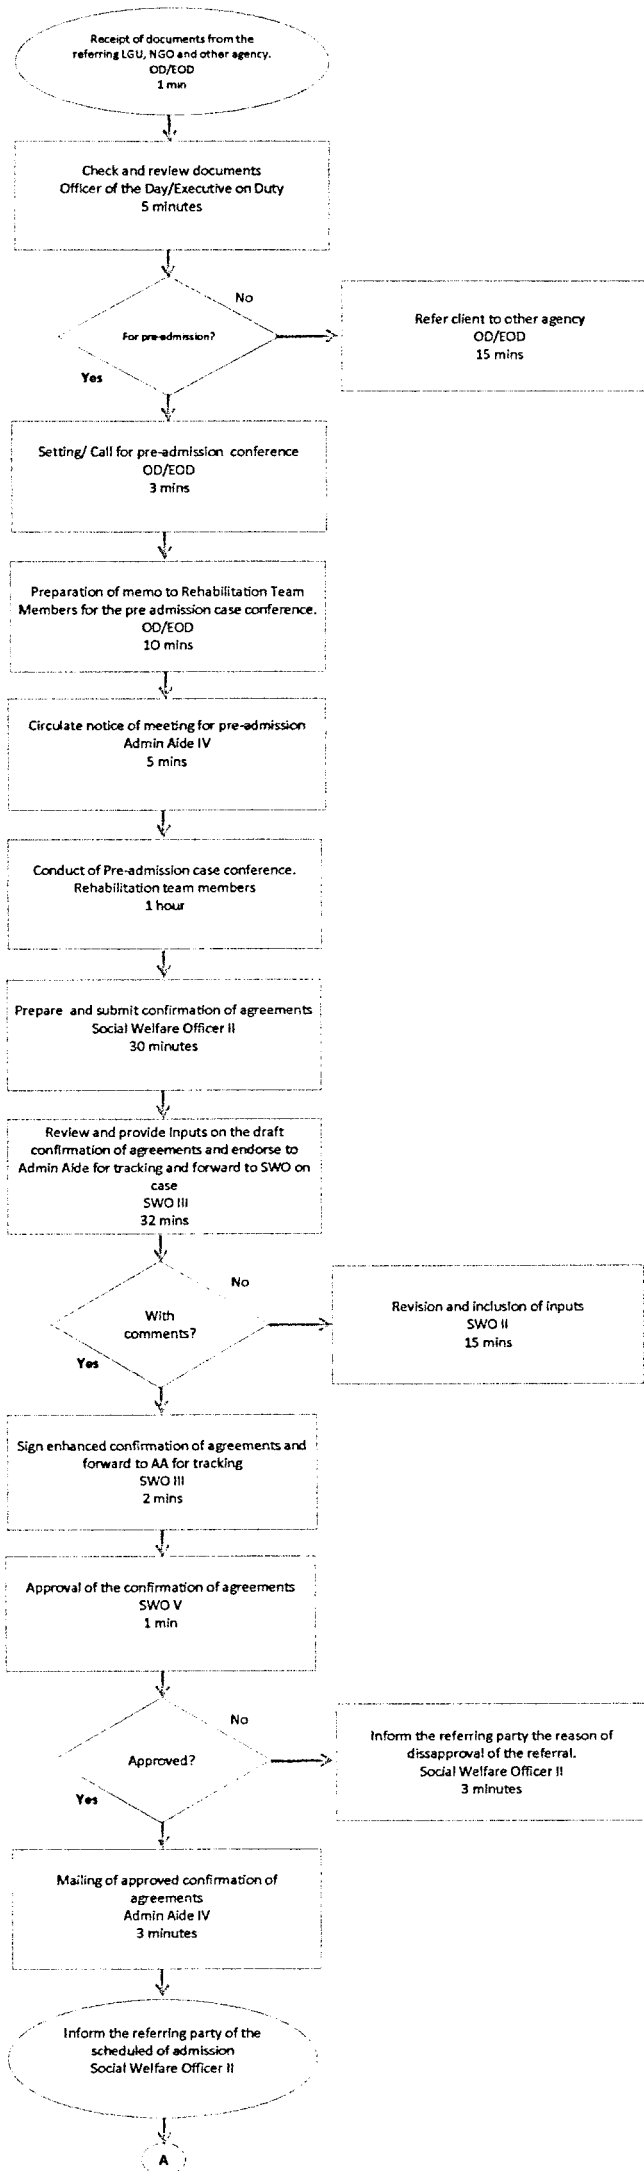 Receipt of documents from the
referring LGU, NGO and other agency.
OD/EOD
1 min
Check and review documents
Officer of the Day/Executive on Duty
5 minutes
No
For pre-admission?
Yes
Refer client to other agency
OD/EOD
15 mins
Setting/ Call for pre-admission conference
OD/EOD
3 mins
Preparation of memo to Rehabilitation Team
Members for the pre admission case conference.
OD/EOD
10 mins
Circulate notice of meeting for pre-admission
Admin Aide IV
5 mins
Conduct of Pre-admission case conference.
Rehabilitation team members
1 hour
Prepare and submit confirmation of agreements
Social Welfare Officer II
30 minutes
Review and provide inputs on the draft
confirmation of agreements and endorse to
Admin Aide for tracking and forward to SWO on
case
SWO III
32 mins
No
With
comments?
Yes
Revision and inclusion of inputs
SWO II
15 mins
Sign enhanced confirmation of agreements and
forward to AA for tracking
SWO III
2 mins
Approval of the confirmation of agreements
SWO V
1 min
No
Approved?
Yes
Inform the referring party the reason of
dissapproval of the referral.
Social Welfare Officer II
3 minutes
Mailing of approved confirmation of
agreements
Admin Aide IV
3 minutes
Inform the referring party of the
scheduled of admission
Social Welfare Officer II
A